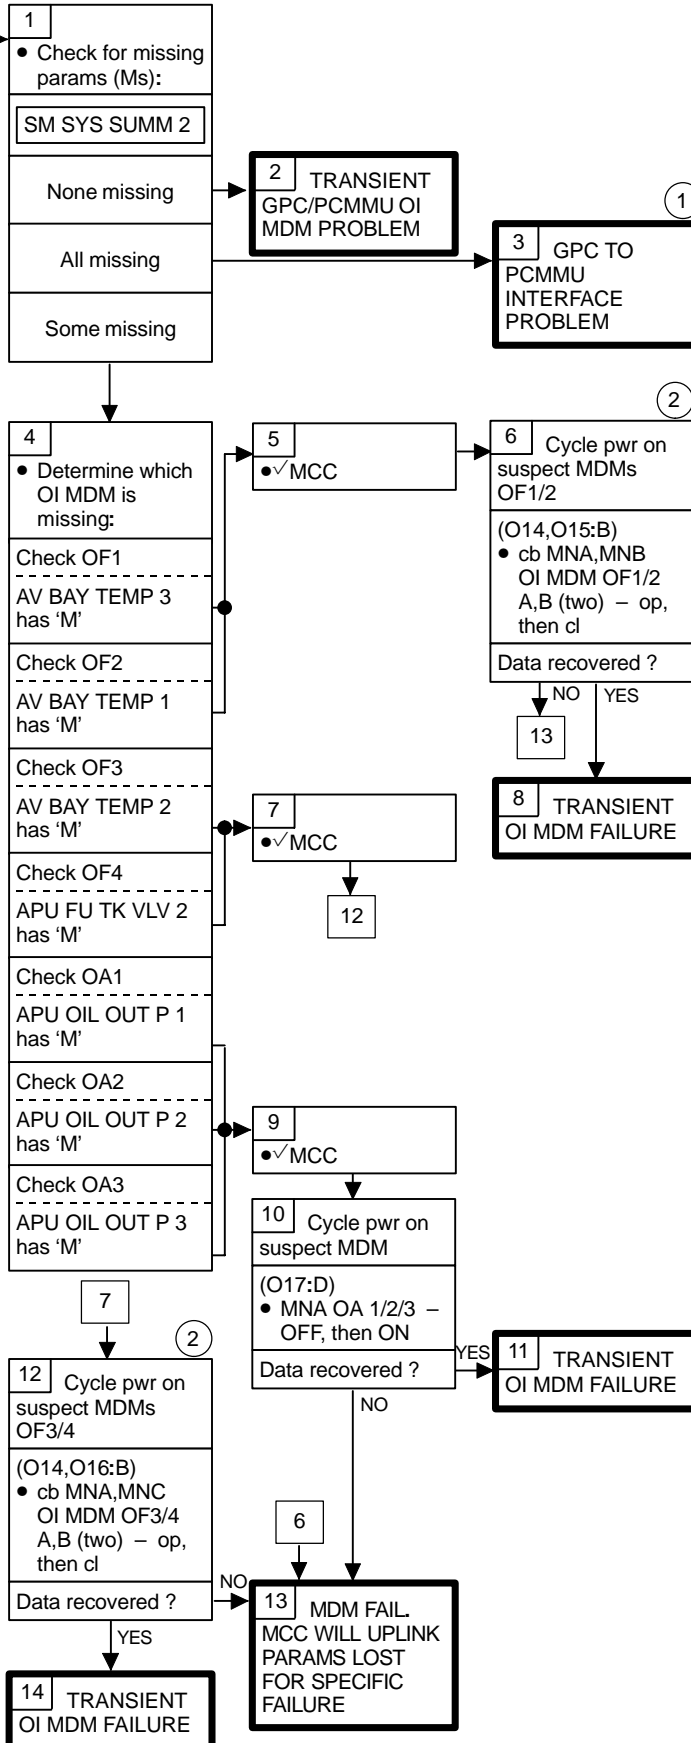 1
• Check for missing
params (Ms):
SM SYS SUMM 2
None missing
All missing
Some missing
2 TRANSIENT
GPC/PCMMU OI
MDM PROBLEM
1
3 GPC TO
PCMMU
INTERFACE
PROBLEM
4
• Determine which
OI MDM is
missing:
Check OF1
AV BAY TEMP 3
has ‘M’
Check OF2
AV BAY TEMP 1
has ‘M’
Check OF3
AV BAY TEMP 2
has ‘M’
Check OF4
APU FU TK VLV 2
has ‘M’
Check OA1
APU OIL OUT P 1
has ‘M’
Check OA2
APU OIL OUT P 2
has ‘M’
Check OA3
APU OIL OUT P 3
has ‘M’
5
•√MCC
2
6 Cycle pwr on
suspect MDMs
OF1/2
(O14,O15:B)
• cb MNA,MNB
OI MDM OF1/2
A,B (two) – op,
then cl
Data recovered ?
NO
YES
13
8 TRANSIENT
OI MDM FAILURE
7
•√MCC
12
9
•√MCC
10 Cycle pwr on
suspect MDM
(O17:D)
• MNA OA 1/2/3 –
OFF, then ON
Data recovered ?
YES
NO
11 TRANSIENT
OI MDM FAILURE
7
2
12 Cycle pwr on
suspect MDMs
OF3/4
(O14,O16:B)
• cb MNA,MNC
OI MDM OF3/4
A,B (two) – op,
then cl
Data recovered ?
NO
YES
6
13 MDM FAIL.
MCC WILL UPLINK
PARAMS LOST
FOR SPECIFIC
FAILURE
14 TRANSIENT
OI MDM FAILURE